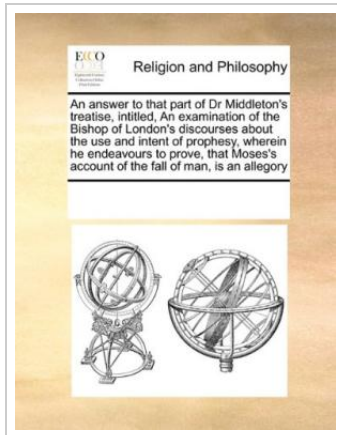 ECCO
Religion and Philosophy
An answer to that part of Dr Middleton's
treatise, intitled, An examination of the
Bishop of London's discourses about
the use and intent of prophesy, wherein
he endeavours to prove, that Moses's
account of the fall of man, is an allegory